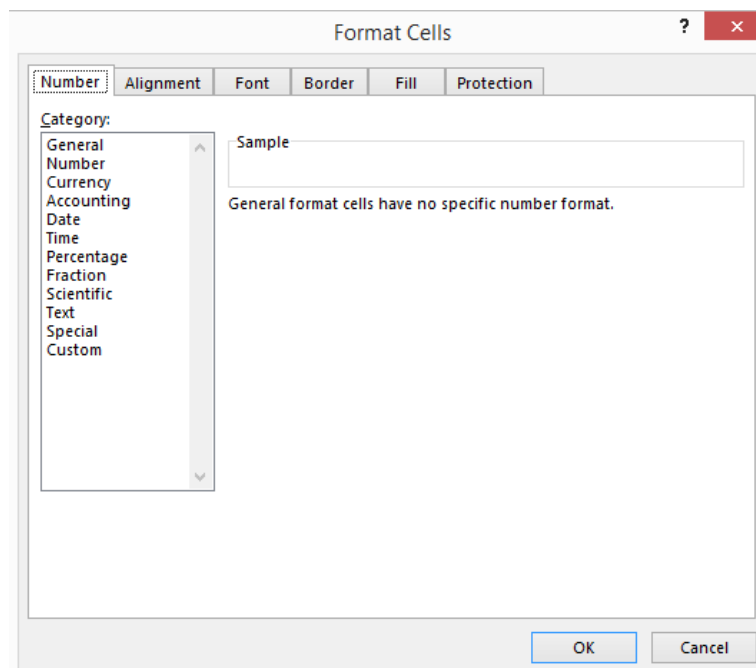 Format Cells
?
Number Alignment Font Border Fill Protection
Category:
General
Number
Currency
Accounting
Date
Time
Percentage
Fraction
Scientific
Text
Special
Custom
Sample
General format cells have no specific number format.
OK Cancel